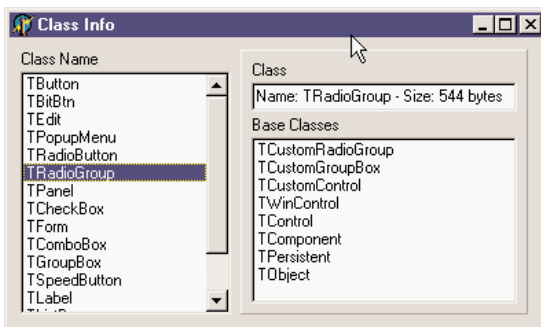 Class Info
Class Name
TButton
TBitBtn
TEdit
TPopupMenu
TRadioButton
TRadioGroup
TPanel
TCheckBox
TForm
TComboBox
TGroupBox
TSpeedButton
TLabel
Class
Name: TRadioGroup - Size: 544 bytes
Base Classes
TCustomRadioGroup
TCustomGroupBox
TCustomControl
TWinControl
TControl
TComponent
TPersistent
TObject